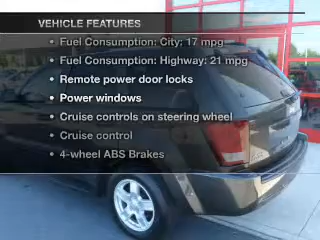 VEHICLE FEATURES
• Fuel Consumption: City: 17 mpg
• Fuel Consumption: Highway: 21 mpg
• Remote power door locks
• Power windows
• Cruise controls on steering wheel
• Cruise control
• 4-wheel ABS Brakes